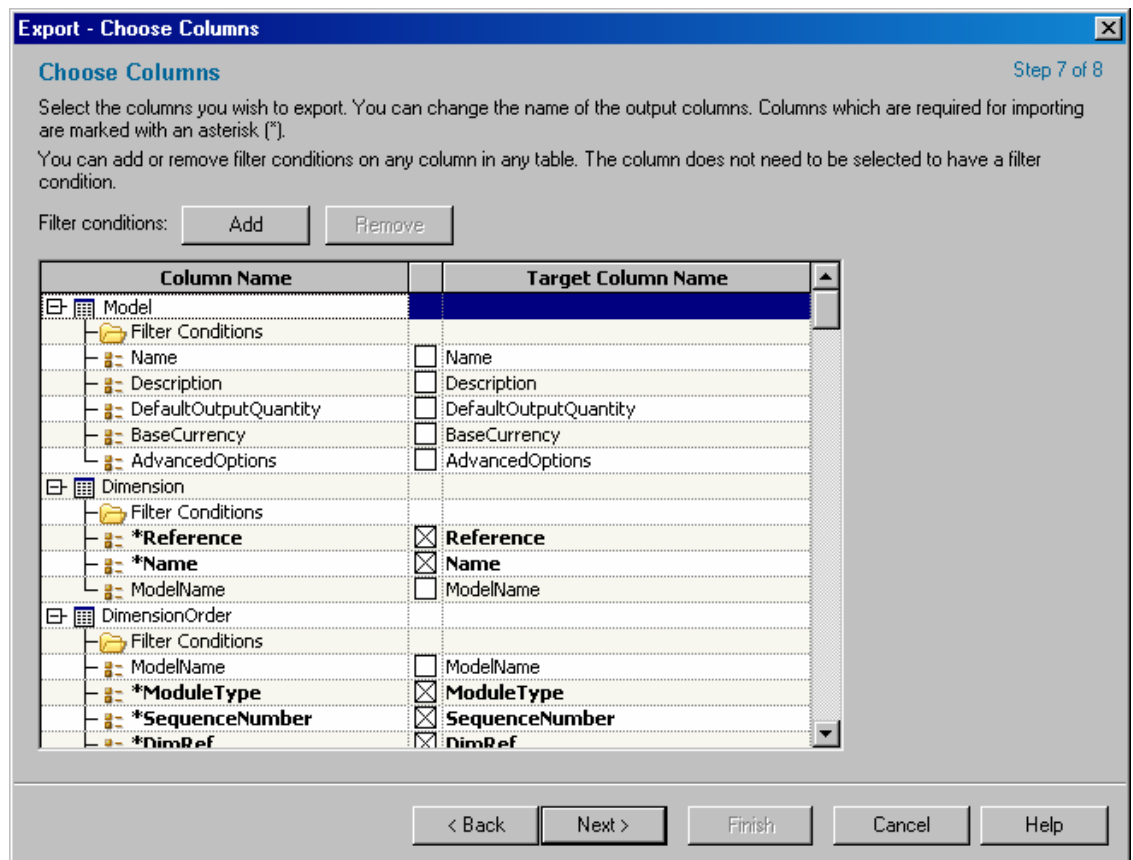 Export - Choose Columns
Choose Columns
Step 7 of 8
Select the columns you wish to export. You can change the name of the output columns. Columns which are required for importing
are marked with an asterisk (*).
You can add or remove filter conditions on any column in any table. The column does not need to be selected to have a filter
condition.
Filter conditions: Add Remove
Column Name Target Column Name
Model
Filter Conditions
Name Name
Description Description
DefaultOutputQuantity DefaultOutputQuantity
BaseCurrency BaseCurrency
AdvancedOptions AdvancedOptions
Dimension
Filter Conditions
*Reference Reference
*Name Name
ModelName ModelName
DimensionOrder
Filter Conditions
ModelName ModelName
*ModuleType ModuleType
*SequenceNumber SequenceNumber
*DimRef DimRef
< Back Next > Finish Cancel Help